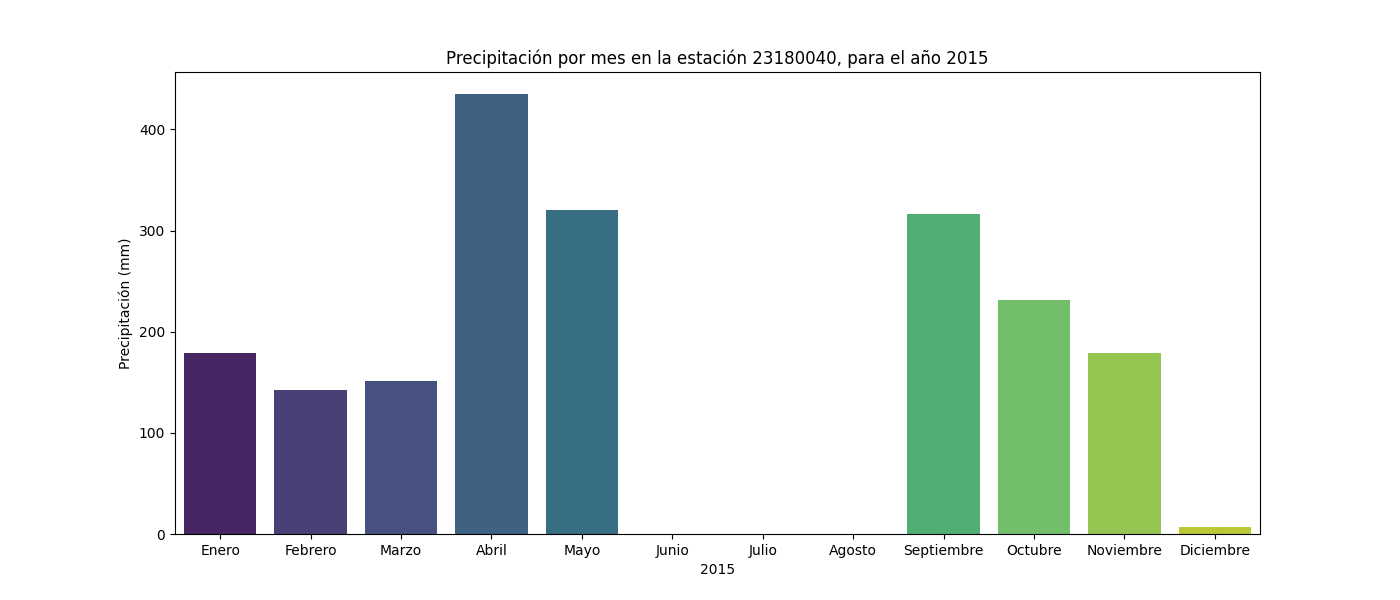 Precipitación por mes en la estación 23180040, para el año 2015
Precipitación (mm)
400
300
200
100
0
Enero Febrero Marzo Abril Mayo Junio Julio Agosto Septiembre Octubre Noviembre Diciembre
2015